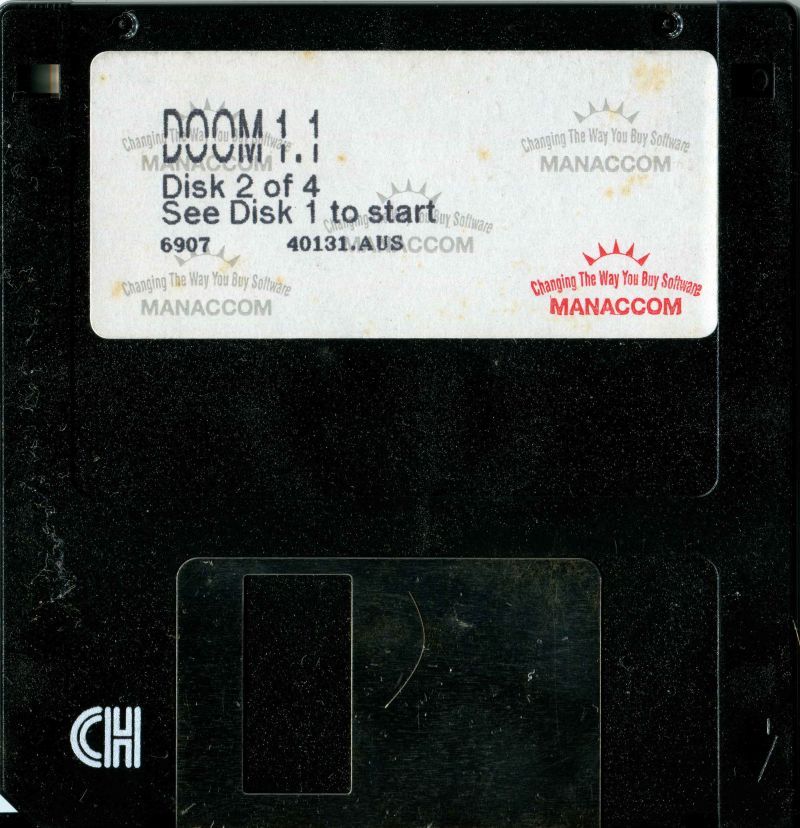 DOOM 1.1
Disk 2 of 4
See Disk 1 to start
6907 40131.AUS
Changing The Way You Buy Software
MANACCOM
Changing The Way You Buy Software
MANACCOM
Changing The Way You Buy Software
MANACCOM
Changing The Way You Buy Software
MANACCOM
Changing The Way You Buy Software
MANACCOM
CH